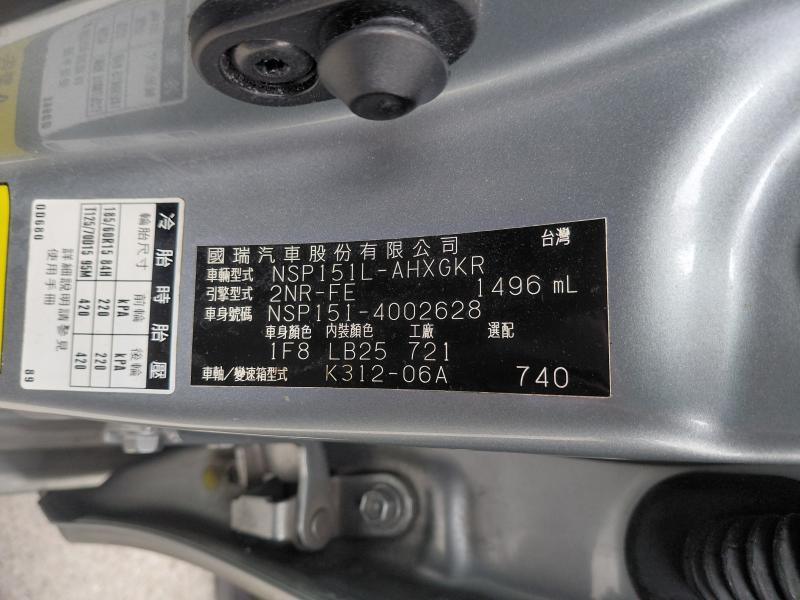 國瑞汽車股份有限公司 台灣
車輛型式 NSP151L-AHXGKR
引擎型式 2NR-FE 1496 mL
車身號碼 NSP151-4002628
車身顏色 內裝顏色 工廠 選配
1F8 LB25 721
車軸/變速箱型式 K312-06A 740
冷胎時胎壓
輪胎尺寸 前輪 後輪
kPa kPa
185/60R15 84H 220 220
T125/70D15 95M 420 420
詳細說明請參見
使用手冊
00680 89